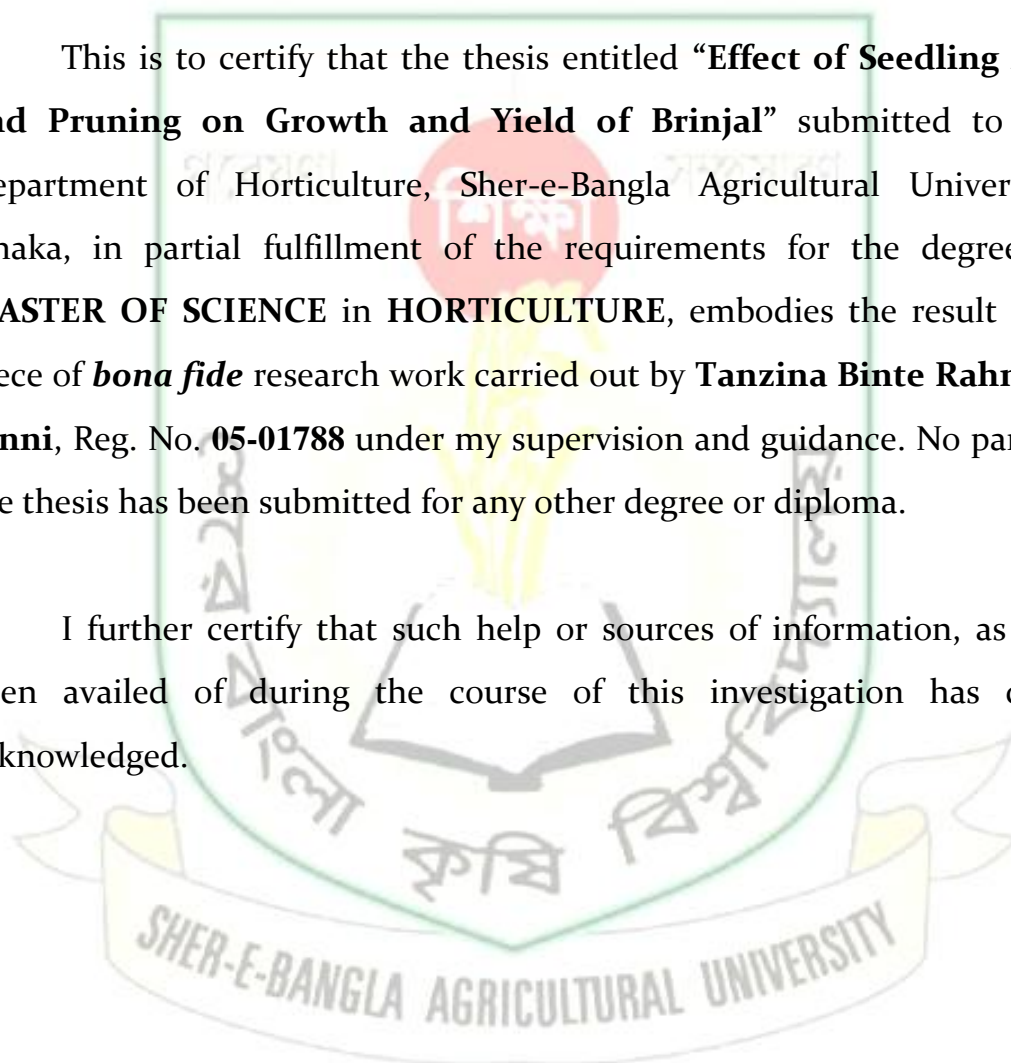 This is to certify that the thesis entitled “Effect of Seedling
nd Pruning on Growth and Yield of Brinjal” submitted to
epartment of Horticulture, Sher-e-Bangla Agricultural Univer
haka, in partial fulfillment of the requirements for the degree
ASTER OF SCIENCE in HORTICULTURE, embodies the result
iece of bona fide research work carried out by Tanzina Binte Rahn
nni, Reg. No. 05-01788 under my supervision and guidance. No par
e thesis has been submitted for any other degree or diploma.
I further certify that such help or sources of information, as
een availed of during the course of this investigation has d
knowledged.
শিক্ষা
শেরেবাংলা কৃষি বিশ্ববিদ্যালয়
SHER-E-BANGLA AGRICULTURAL UNIVERSITY